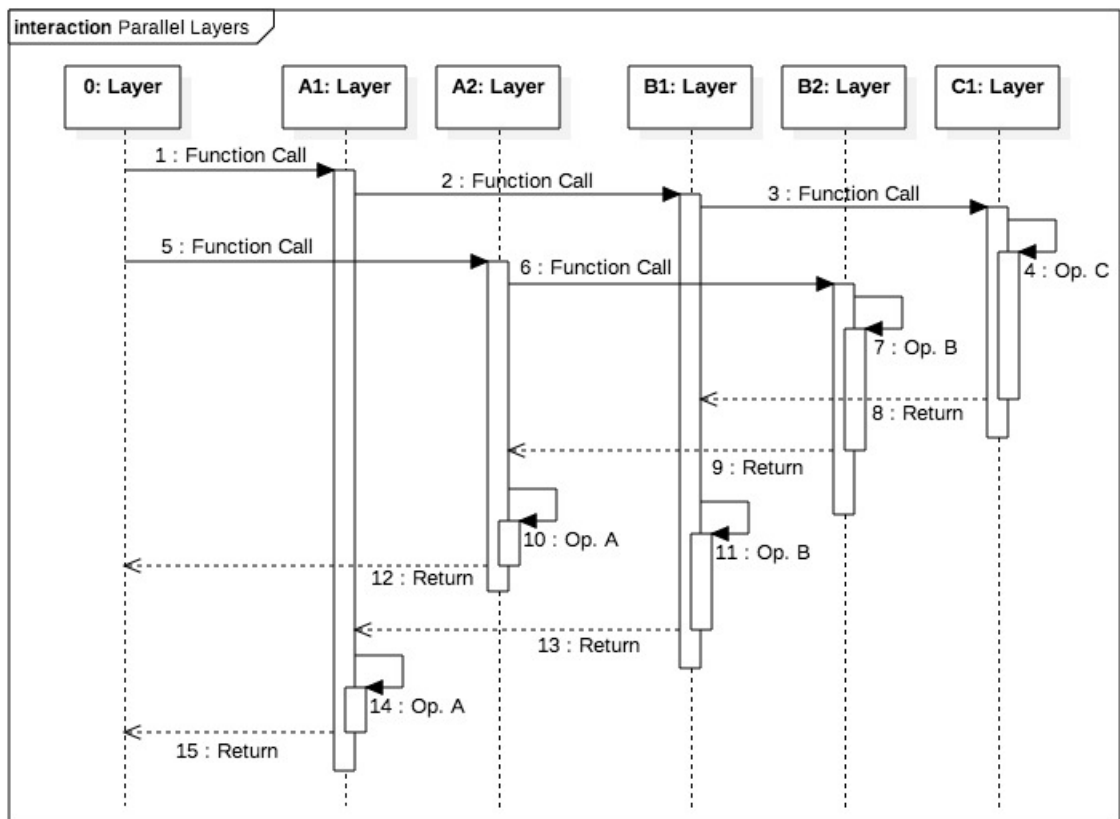 interaction Parallel Layers
0: Layer
A1: Layer
A2: Layer
B1: Layer
B2: Layer
C1: Layer
1 : Function Call
2 : Function Call
3 : Function Call
4 : Op. C
5 : Function Call
6 : Function Call
7 : Op. B
8 : Return
9 : Return
10 : Op. A
11 : Op. B
12 : Return
13 : Return
14 : Op. A
15 : Return